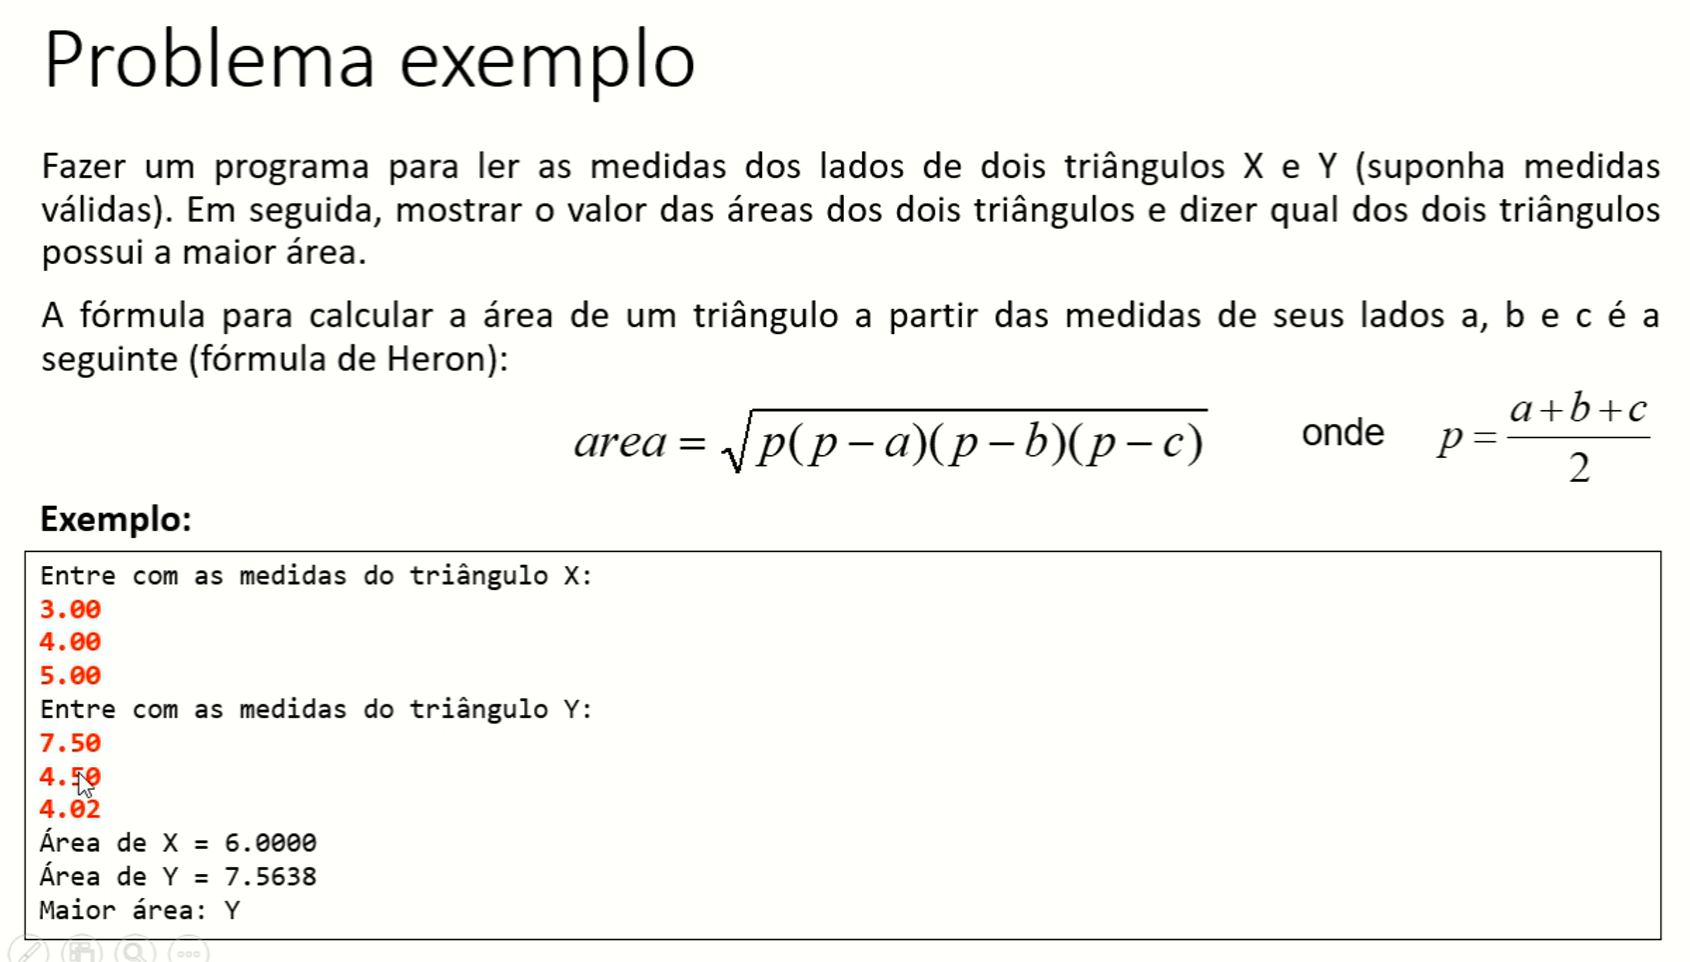 Problema exemplo
Fazer um programa para ler as medidas dos lados de dois triângulos X e Y (suponha medidas
válidas). Em seguida, mostrar o valor das áreas dos dois triângulos e dizer qual dos dois triângulos
possui a maior área.
A fórmula para calcular a área de um triângulo a partir das medidas de seus lados a, b e c é a
seguinte (fórmula de Heron):
area = √p(p − a)(p − b)(p − c) onde p = a + b + c / 2
Exemplo:
Entre com as medidas do triângulo X:
3.00
4.00
5.00
Entre com as medidas do triângulo Y:
7.50
4.50
4.02
Área de X = 6.0000
Área de Y = 7.5638
Maior área: Y